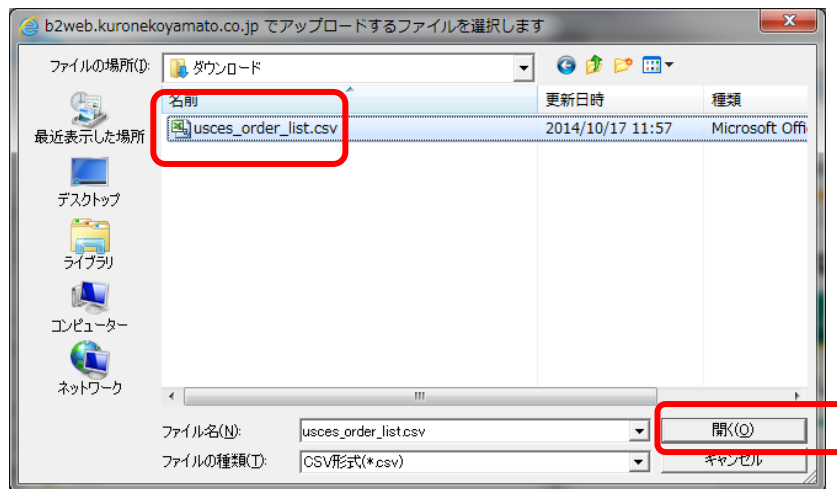 b2web.kuronekoyamato.co.jp でアップロードするファイルを選択します
ファイルの場所(I):
ダウンロード
名前
更新日時
種類
usces_order_list.csv
2014/10/17 11:57
Microsoft Offi
最近表示した場所
デスクトップ
ライブラリ
コンピューター
ネットワーク
ファイル名(N):
usces_order_list.csv
開く(O)
ファイルの種類(T):
CSV形式(*.csv)
キャンセル